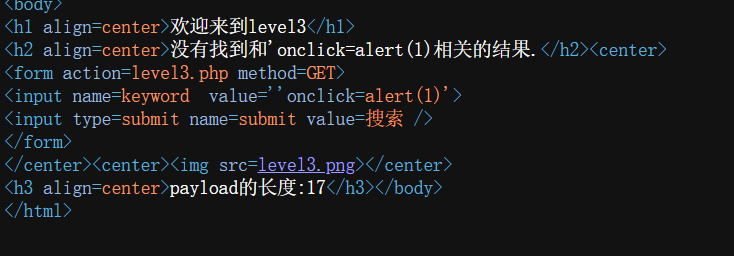 <body>
<h1 align=center>欢迎来到level3</h1>
<h2 align=center>没有找到和'onclick=alert(1)相关的结果.</h2><center>
<form action=level3.php method=GET>
<input name=keyword  value=''onclick=alert(1)'>
<input type=submit name=submit value=搜索 />
</form>
</center><center><img src=level3.png></center>
<h3 align=center>payload的长度:17</h3></body>
</html>